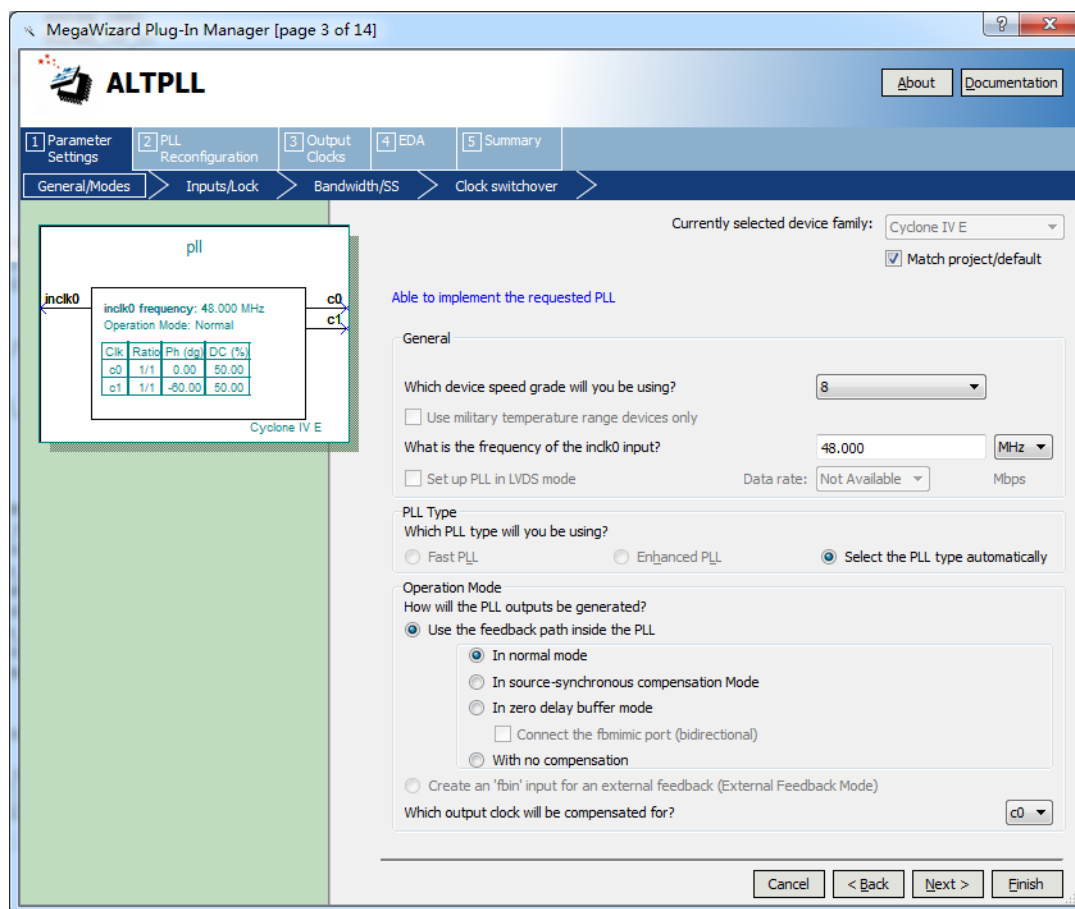 MegaWizard Plug-In Manager [page 3 of 14]
ALTPLL
About
Documentation
1 Parameter Settings
2 PLL Reconfiguration
3 Output Clocks
4 EDA
5 Summary
General/Modes
Inputs/Lock
Bandwidth/SS
Clock switchover
Currently selected device family:
Cyclone IV E
Match project/default
pll
inclk0
c0
c1
inclk0 frequency: 48.000 MHz
Operation Mode: Normal
Clk Ratio Ph (dg) DC (%)
c0 1/1 0.00 50.00
c1 1/1 -60.00 50.00
Cyclone IV E
Able to implement the requested PLL
General
Which device speed grade will you be using?
8
Use military temperature range devices only
What is the frequency of the inclk0 input?
48.000
MHz
Set up PLL in LVDS mode
Data rate:
Not Available
Mbps
PLL Type
Which PLL type will you be using?
Fast PLL
Enhanced PLL
Select the PLL type automatically
Operation Mode
How will the PLL outputs be generated?
Use the feedback path inside the PLL
In normal mode
In source-synchronous compensation Mode
In zero delay buffer mode
Connect the fbmimic port (bidirectional)
With no compensation
Create an 'fbin' input for an external feedback (External Feedback Mode)
Which output clock will be compensated for?
c0
Cancel
< Back
Next >
Finish